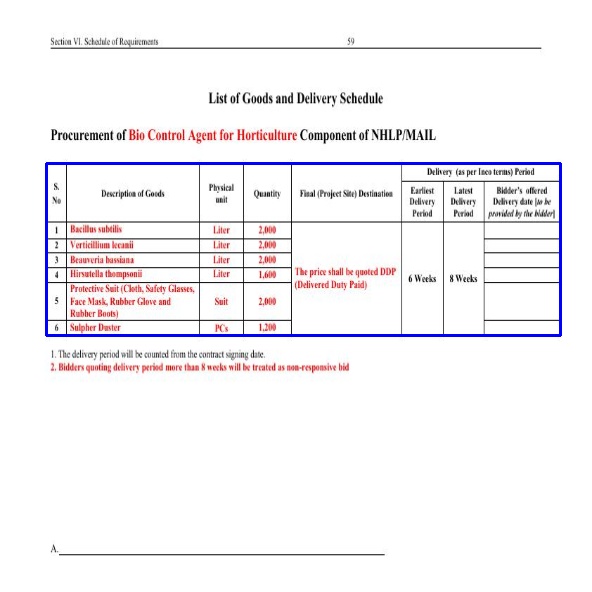 Section VI. Schedule of Requirements 59
List of Goods and Delivery Schedule
Procurement of Bio Control Agent for Horticulture Component of NHLP/MAIL
S. No Description of Goods Physical unit Quantity Final (Project Site) Destination Delivery (as per Inco terms) Period
Earliest Delivery Period Latest Delivery Period Bidder's offered Delivery date [to be provided by the bidder]
1 Bacillus subtilis Liter 2,000
2 Verticillium lecanii Liter 2,000
3 Beauveria bassiana Liter 2,000
4 Hirsutella thompsonii Liter 1,600
The price shall be quoted DDP
(Delivered Duty Paid)
6 Weeks 8 Weeks
5 Protective Suit (Cloth, Safety Glasses,
Face Mask, Rubber Glove and
Rubber Boots)
Suit 2,000
6 Sulpher Duster PCs 1,200
1. The delivery period will be counted from the contract signing date.
2. Bidders quoting delivery period more than 8 weeks will be treated as non-responsive bid
A.